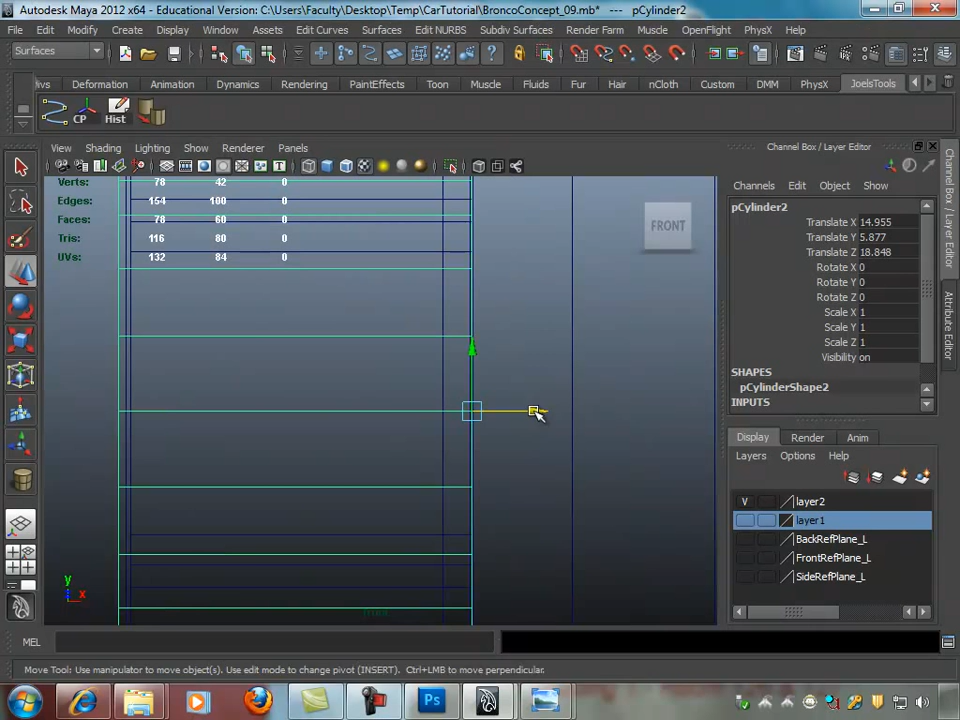 Autodesk Maya 2012 x64 - Educational Version: C:\Users\Faculty\Desktop\Temp\CarTutorial\BroncoConcept_09.mb* --- pCylinder2
File Edit Modify Create Display Window Assets Edit Curves Surfaces Edit NURBS Subdiv Surfaces Render Farm Muscle OpenFlight PhysX Help
Surfaces
Deformation Animation Dynamics Rendering PaintEffects Toon Muscle Fluids Fur Hair nCloth Custom DMM PhysX JoelsTools
CP Hist
View Shading Lighting Show Renderer Panels
Verts: 78 42 0
Edges: 154 100 0
Faces: 78 60 0
Tris: 116 80 0
UVs: 132 84 0
FRONT
y
x
Channel Box / Layer Editor
Channels Edit Object Show
pCylinder2
Translate X 14.955
Translate Y 5.877
Translate Z 18.848
Rotate X 0
Rotate Y 0
Rotate Z 0
Scale X 1
Scale Y 1
Scale Z 1
Visibility on
SHAPES
pCylinderShape2
INPUTS
Display Render Anim
Layers Options Help
V layer2
layer1
BackRefPlane_L
FrontRefPlane_L
SideRefPlane_L
Channel Box / Layer Editor
Attribute Editor
MEL
Move Tool: Use manipulator to move object(s). Use edit mode to change pivot (INSERT). Ctrl+LMB to move perpendicular.
Ps